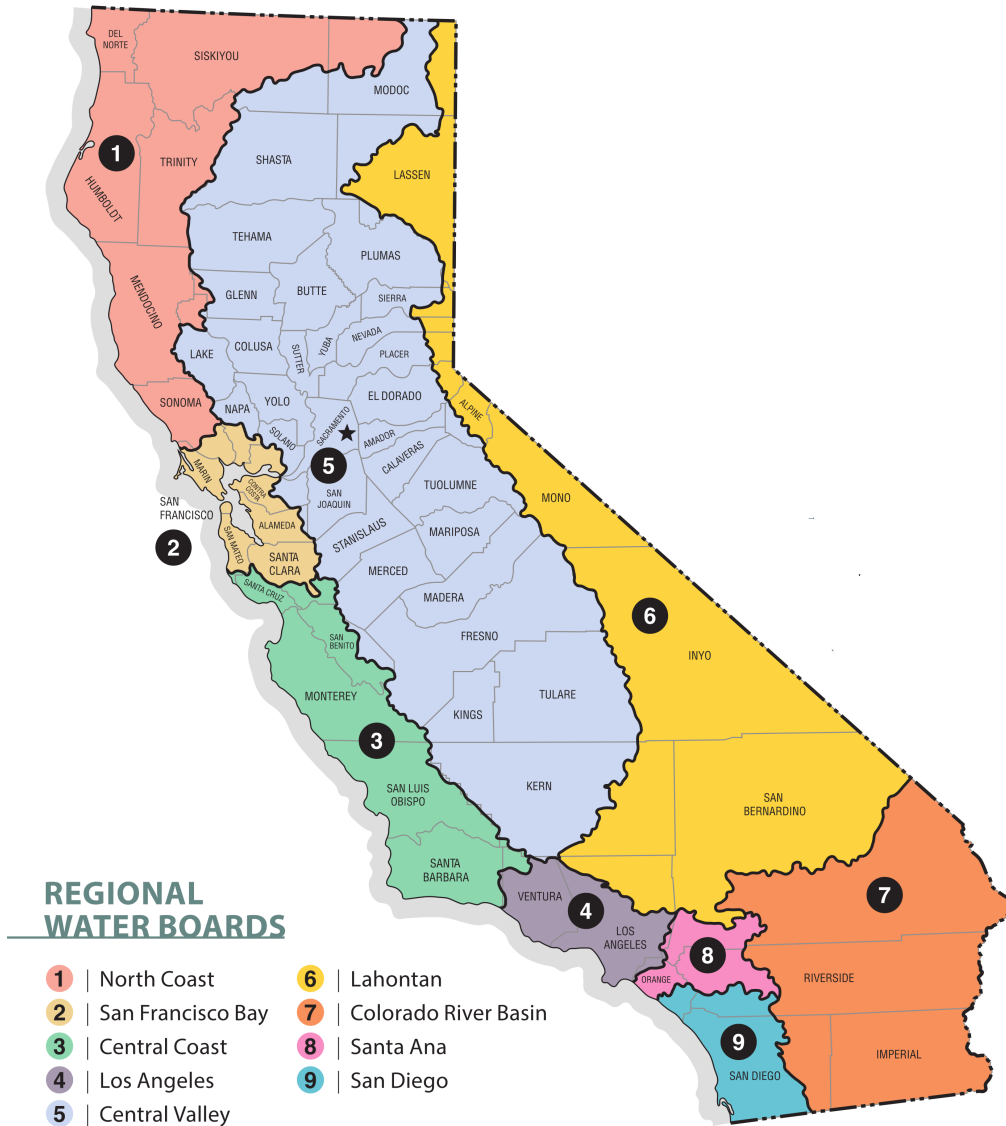 DEL
NORTE
SISKIYOU
MODOC
1
TRINITY
SHASTA
LASSEN
HUMBOLDT
TEHAMA
PLUMAS
MENDOCINO
GLENN
BUTTE
SIERRA
LAKE
COLUSA
SUTTER
YUBA
NEVADA
PLACER
SONOMA
NAPA
YOLO
EL DORADO
ALPINE
SOLANO
SACRAMENTO
AMADOR
CALAVERAS
5
MARIN
CONTRA
COSTA
SAN
JOAQUIN
TUOLUMNE
MONO
SAN
FRANCISCO
2
ALAMEDA
SAN MATEO
SANTA
CLARA
STANISLAUS
MARIPOSA
MERCED
SANTA CRUZ
MADERA
6
SAN
BENITO
FRESNO
INYO
MONTEREY
TULARE
KINGS
3
SAN LUIS
OBISPO
KERN
SAN
BERNARDINO
SANTA
BARBARA
VENTURA
4
LOS
ANGELES
7
8
ORANGE
RIVERSIDE
9
SAN DIEGO
IMPERIAL
REGIONAL
WATER BOARDS
1 | North Coast
2 | San Francisco Bay
3 | Central Coast
4 | Los Angeles
5 | Central Valley
6 | Lahontan
7 | Colorado River Basin
8 | Santa Ana
9 | San Diego